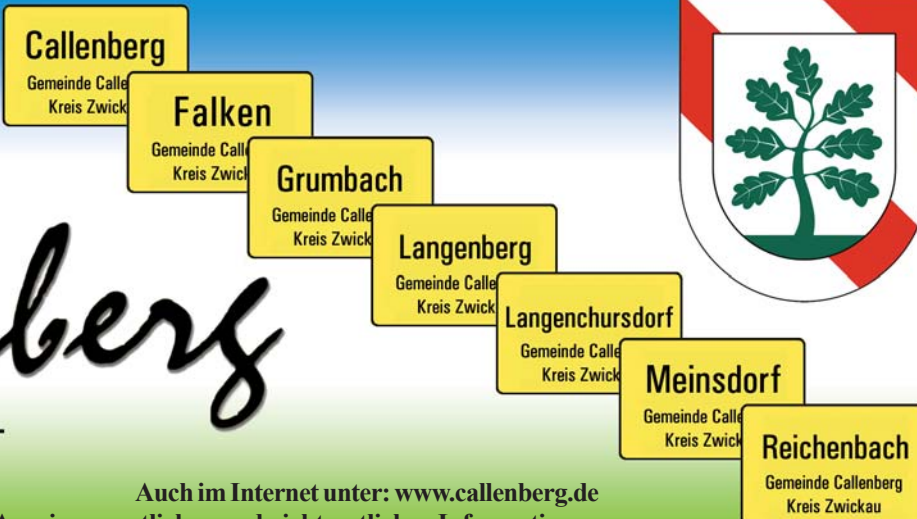 Callenberg
Gemeinde Calle
Kreis Zwick
Falken
Gemeinde Call
Kreis Zwick
Grumbach
Gemeinde Calle
Kreis Zwick
Langenberg
Gemeinde Calle
Kreis Zwick
Langenchursdorf
Gemeinde Calle
Kreis Zwick
Meinsdorf
Gemeinde Calle
Kreis Zwick
Reichenbach
Gemeinde Callenberg
Kreis Zwickau
berg
Auch im Internet unter: www.callenberg.de